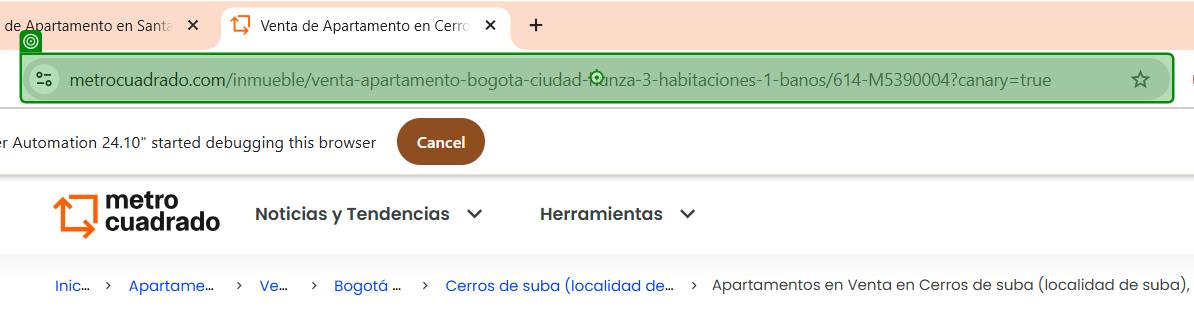 de Apartamento en Santa
Venta de Apartamento en Cerro
metrocuadrado.com/inmueble/venta-apartamento-bogota-ciudad-hunza-3-habitaciones-1-banos/614-M5390004?canary=true
r Automation 24.10" started debugging this browser
Cancel
metro
cuadrado
Noticias y Tendencias
Herramientas
Inic... > Apartame... > Ve... > Bogotá ... > Cerros de suba (localidad de... > Apartamentos en Venta en Cerros de suba (localidad de suba),